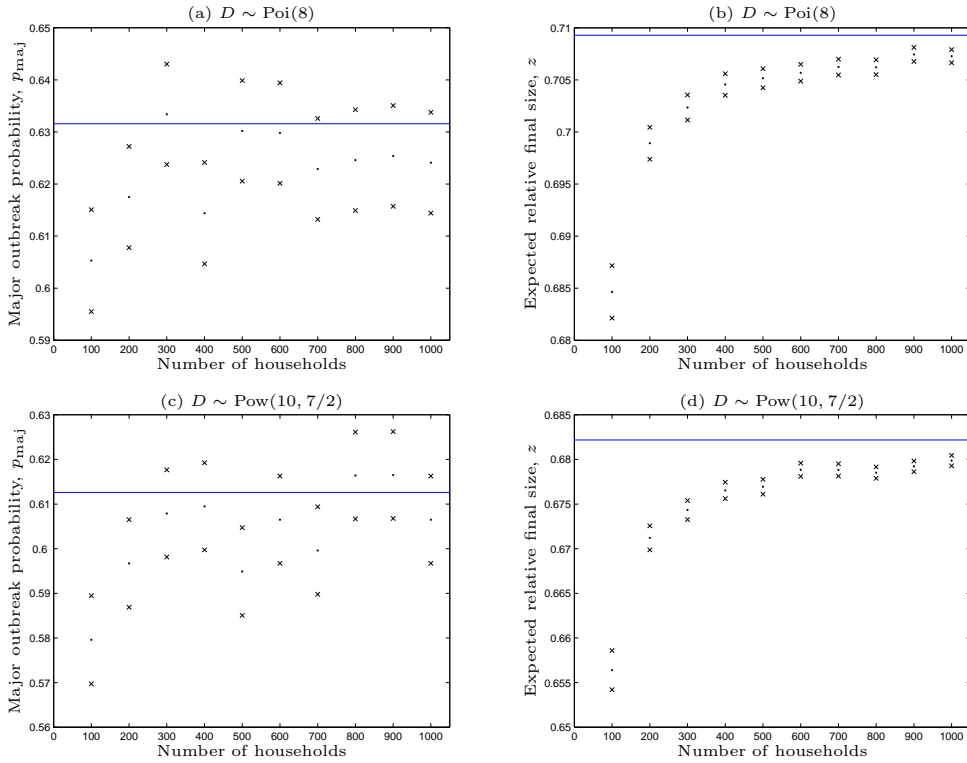 (a) D ∼ Poi(8)
Major outbreak probability, p_maj
0.65
0.64
0.63
0.62
0.61
0.6
0.59
0 100 200 300 400 500 600 700 800 900 1000
Number of households
(b) D ∼ Poi(8)
Expected relative final size, z
0.71
0.705
0.7
0.695
0.69
0.685
0.68
0 100 200 300 400 500 600 700 800 900 1000
Number of households
(c) D ∼ Pow(10, 7/2)
Major outbreak probability, p_maj
0.63
0.62
0.61
0.6
0.59
0.58
0.57
0.56
0 100 200 300 400 500 600 700 800 900 1000
Number of households
(d) D ∼ Pow(10, 7/2)
Expected relative final size, z
0.685
0.68
0.675
0.67
0.665
0.66
0.655
0.65
0 100 200 300 400 500 600 700 800 900 1000
Number of households